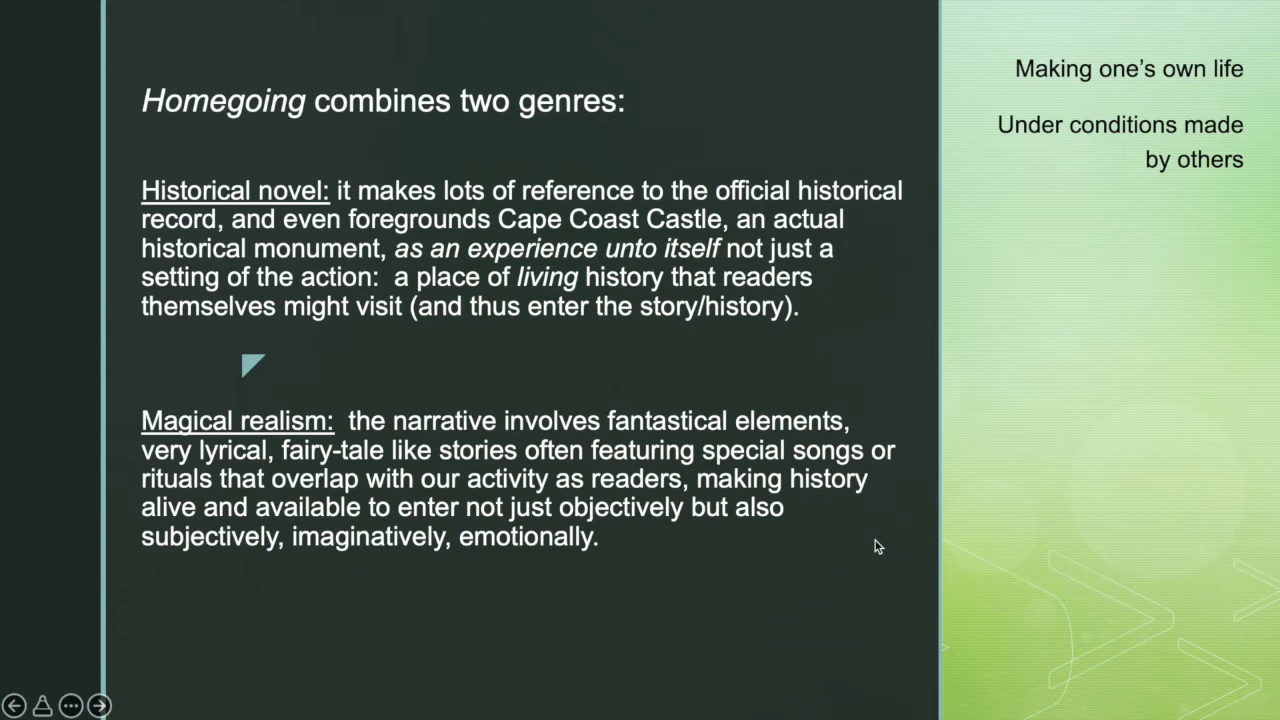 Homegoing combines two genres:
Historical novel: it makes lots of reference to the official historical
record, and even foregrounds Cape Coast Castle, an actual
historical monument, as an experience unto itself not just a
setting of the action:  a place of living history that readers
themselves might visit (and thus enter the story/history).
Magical realism:  the narrative involves fantastical elements,
very lyrical, fairy-tale like stories often featuring special songs or
rituals that overlap with our activity as readers, making history
alive and available to enter not just objectively but also
subjectively, imaginatively, emotionally.
Making one’s own life
Under conditions made
by others